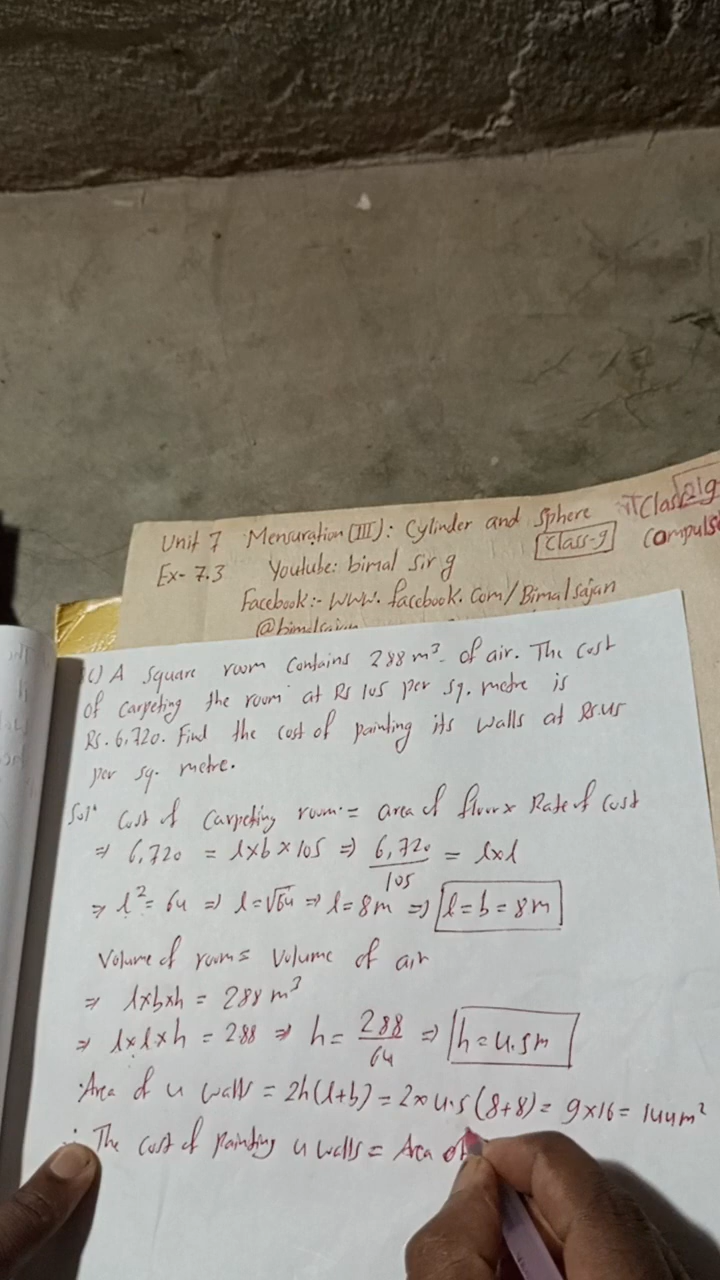 Unit 7 Mensuration (III): Cylinder and Sphere
Class-9
compuls
Ex- 7.3 Youtube: bimal sir g
Facebook:- WWW. facebook. Com/Bimalsajan
c) A square room contains 288 m³ of air. The cost
of carpeting the room at Rs 105 per sq. metre is
Rs. 6,720. Find the cost of painting its walls at Rs.45
per sq. metre.
Solⁿ Cost of Carpeting room = area of floor x Rate of cost
⇒ 6,720 = l×b×105 ⇒ 6,720/105 = l×l
⇒ l² = 64 ⇒ l = √64 ⇒ l = 8m ⇒ l = b = 8m
Volume of room = Volume of air
⇒ l×b×h = 288 m³
⇒ l×l×h = 288 ⇒ h = 288/64 ⇒ h = 4.5m
Area of 4 walls = 2h(l+b) = 2×4.5(8+8) = 9×16 = 144m²
∴ The cost of painting 4 walls = Area of